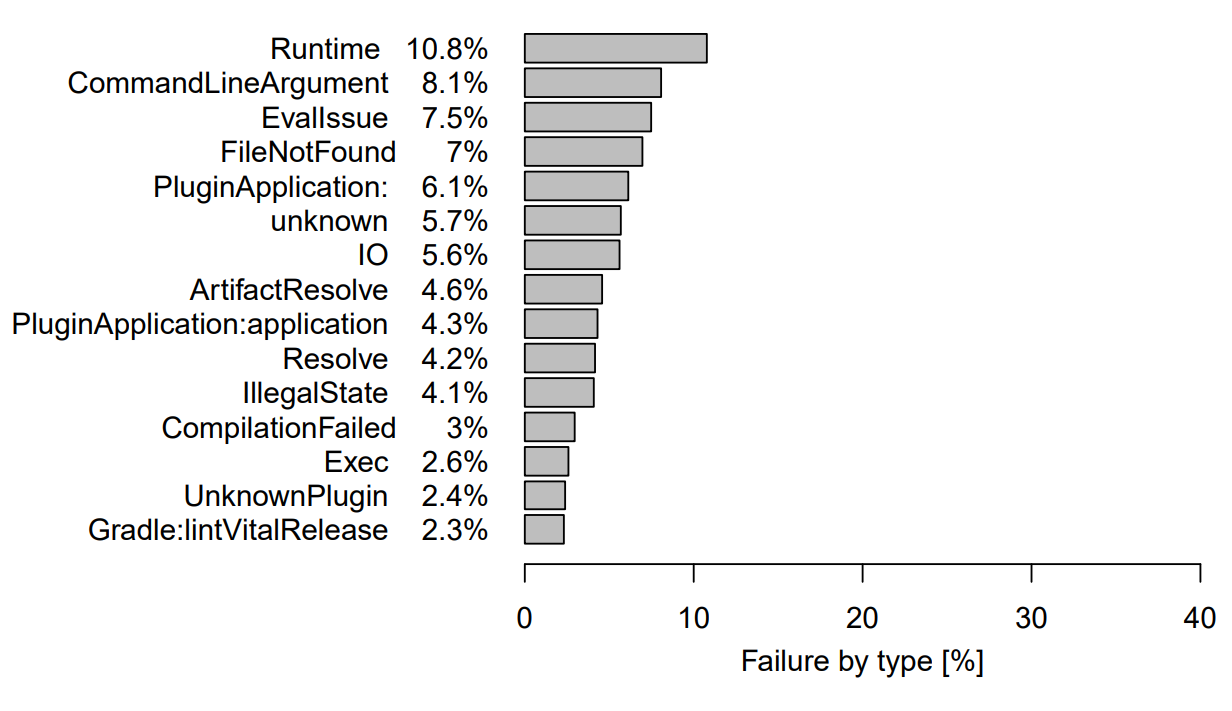 Runtime 10.8%
CommandLineArgument 8.1%
EvalIssue 7.5%
FileNotFound 7%
PluginApplication: 6.1%
unknown 5.7%
IO 5.6%
ArtifactResolve 4.6%
PluginApplication:application 4.3%
Resolve 4.2%
IllegalState 4.1%
CompilationFailed 3%
Exec 2.6%
UnknownPlugin 2.4%
Gradle:lintVitalRelease 2.3%
0 10 20 30 40
Failure by type [%]